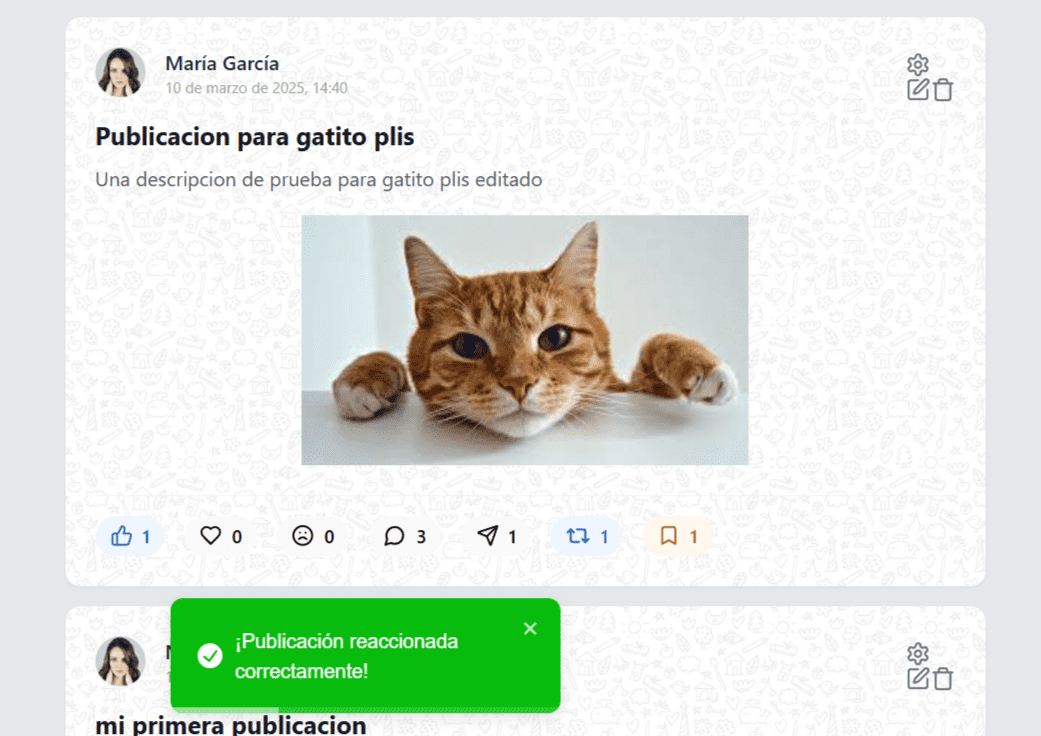 María García
10 de marzo de 2025, 14:40
Publicacion para gatito plis
Una descripcion de prueba para gatito plis editado
1 0 0 3 1 1 1
¡Publicación reaccionada
correctamente!
mi primera publicacion